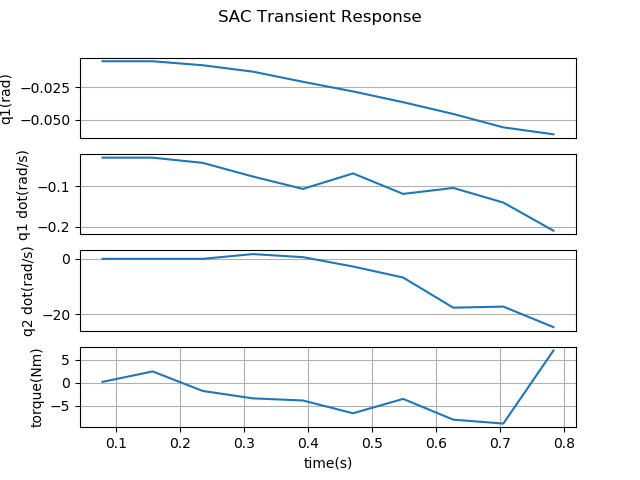 SAC Transient Response
q1(rad)
−0.025
−0.050
q1 dot(rad/s)
−0.1
−0.2
q2 dot(rad/s)
0
−20
torque(Nm)
5
0
−5
0.1 0.2 0.3 0.4 0.5 0.6 0.7 0.8
time(s)